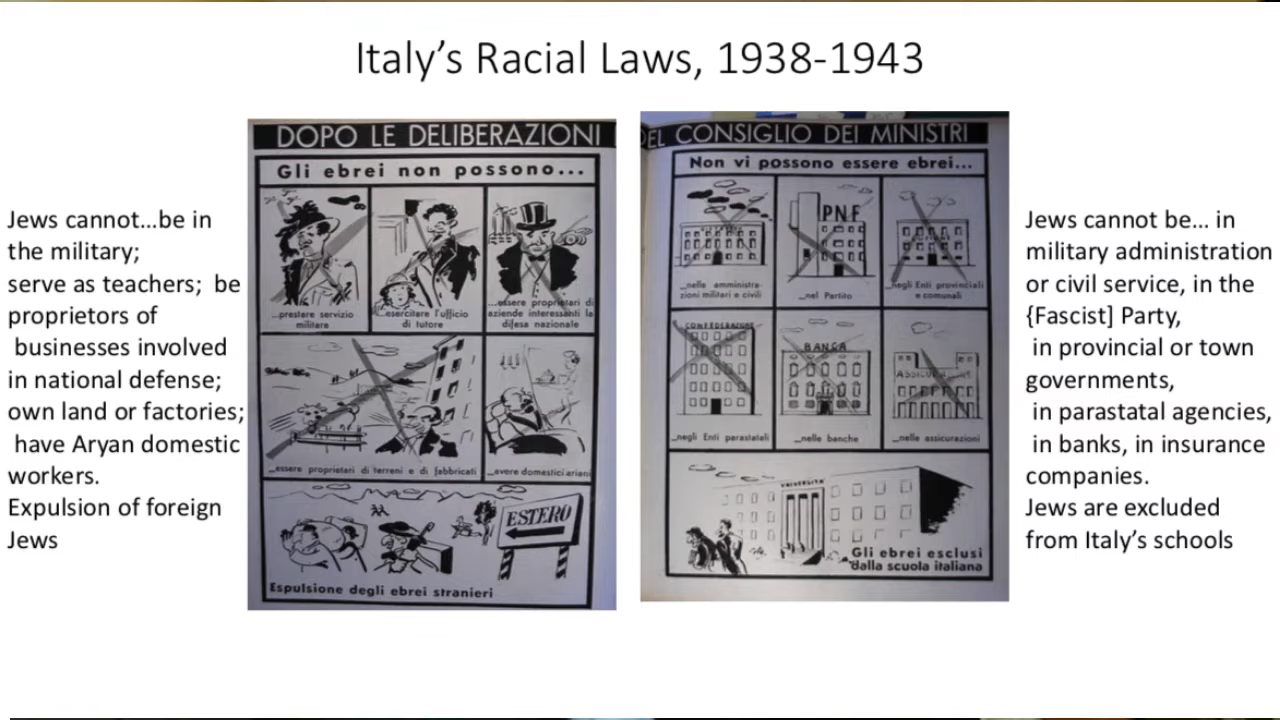 Italy’s Racial Laws, 1938-1943
Jews cannot…be in
the military;
serve as teachers;  be
proprietors of
businesses involved
in national defense;
own land or factories;
have Aryan domestic
workers.
Expulsion of foreign
Jews
DOPO LE DELIBERAZIONI
Gli ebrei non possono...
...prestare servizio
militare
...esercitare l'ufficio
di tutore
...essere proprietari di
aziende interessanti la
difesa nazionale
...essere proprietari di terreni e di fabbricati
...avere domestici ariani
ESTERO
Espulsione degli ebrei stranieri
DEL CONSIGLIO DEI MINISTRI
Non vi possono essere ebrei...
...nelle amministra-
zioni militari e civili
PNF
...nel Partito
...negli Enti provinciali
e comunali
CONFEDERAZIONE
...negli Enti parastatali
BANCA
...nelle banche
...nelle assicurazioni
UNIVERSITA
Gli ebrei esclusi
dalla scuola italiana
Jews cannot be… in
military administration
or civil service, in the
{Fascist] Party,
in provincial or town
governments,
in parastatal agencies,
in banks, in insurance
companies.
Jews are excluded
from Italy’s schools